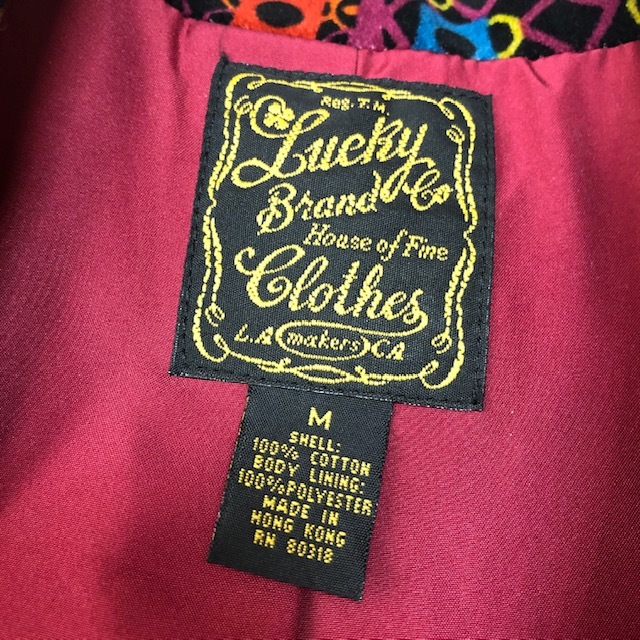 Reg. T.M
Lucky Co
Brand
House of Fine
Clothes
L.A makers CA.
M
SHELL:
100% COTTON
BODY LINING:
100% POLYESTER
MADE IN
HONG KONG
RN 80318